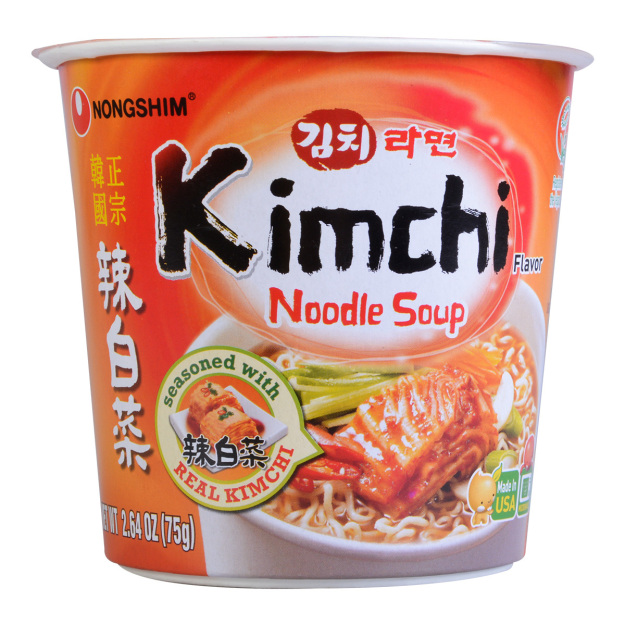 NONGSHIM®
김치 라면
Kimchi
Flavor
Noodle Soup
正宗
韓國
辣白菜
seasoned with
辣白菜
REAL KIMCHI
Made in
USA
NET WT 2.64 OZ (75g)